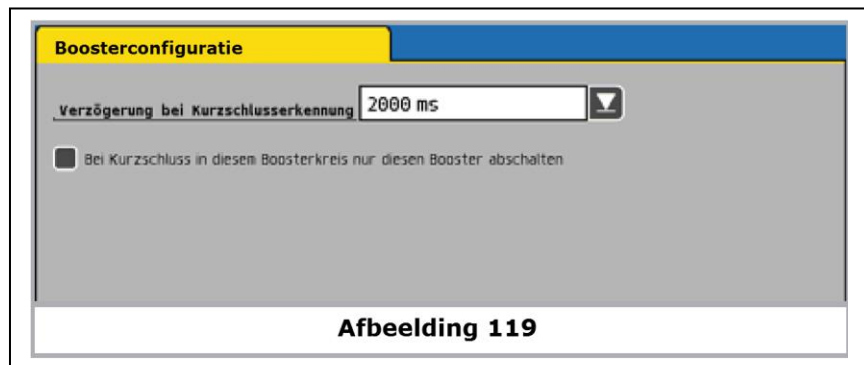 Boosterconfiguratie
Verzögerung bei Kurzschlusserkennung 2000 ms
Bei Kurzschluss in diesem Boosterkreis nur diesen Booster abschalten
Afbeelding 119